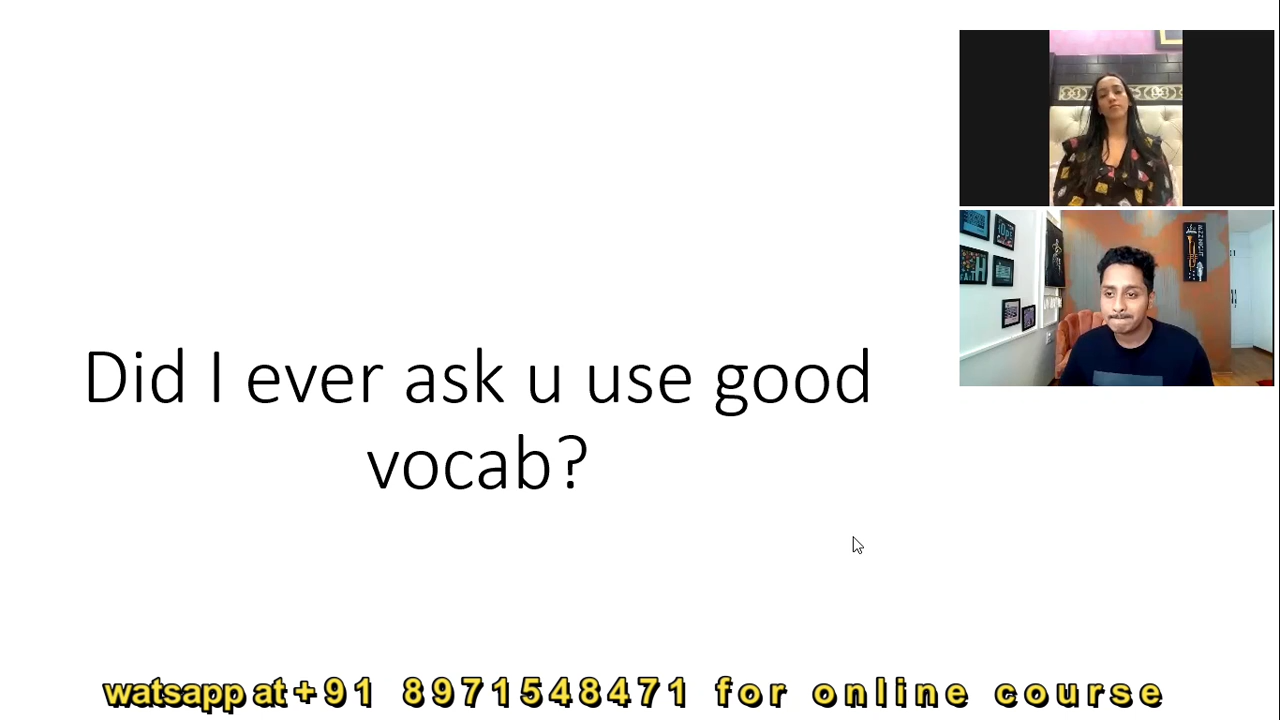 Did I ever ask u use good
vocab?
watsapp at +91 8971548471 for online course